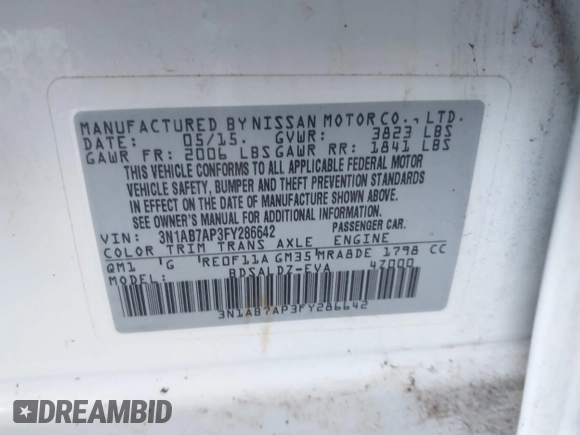 MANUFACTURED BY NISSAN MOTOR CO., LTD.
DATE: 05/15. GVWR: 3823 LBS
GAWR FR: 2006 LBS GAWR RR: 1841 LBS
THIS VEHICLE CONFORMS TO ALL APPLICABLE FEDERAL MOTOR
VEHICLE SAFETY, BUMPER AND THEFT PREVENTION STANDARDS
IN EFFECT ON THE DATE OF MANUFACTURE SHOWN ABOVE.
SEE OWNER'S MANUAL FOR ADDITIONAL INFORMATION.
VIN: 3N1AB7AP3FY286642 PASSENGER CAR.
COLOR TRIM TRANS AXLE ENGINE
QM1 G RE0F11A GM35 MRA8DE 1798 CC
MODEL: BDSALDZ-EVA 4Z000
3N1AB7AP3FY286642
DREAMBID